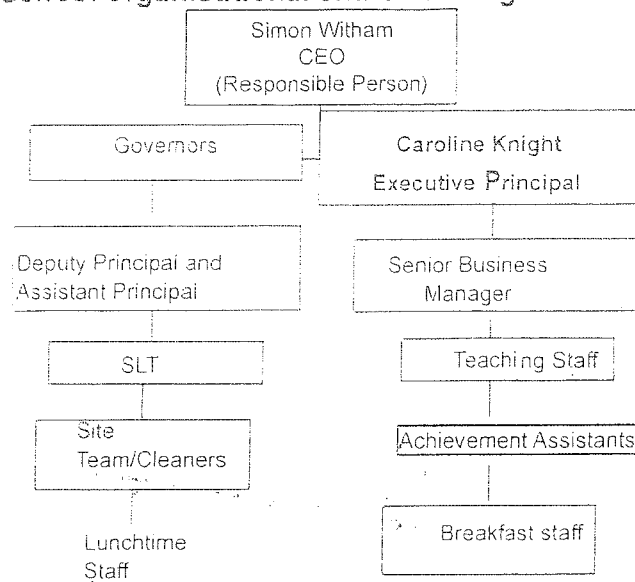 Simon Witham
CEO
(Responsible Person)
Governors
Caroline Knight
Executive Principal
Deputy Principal and
Assistant Principal
Senior Business
Manager
SLT
Teaching Staff
Site
Team/Cleaners
Achievement Assistants
Lunchtime
Staff
Breakfast staff